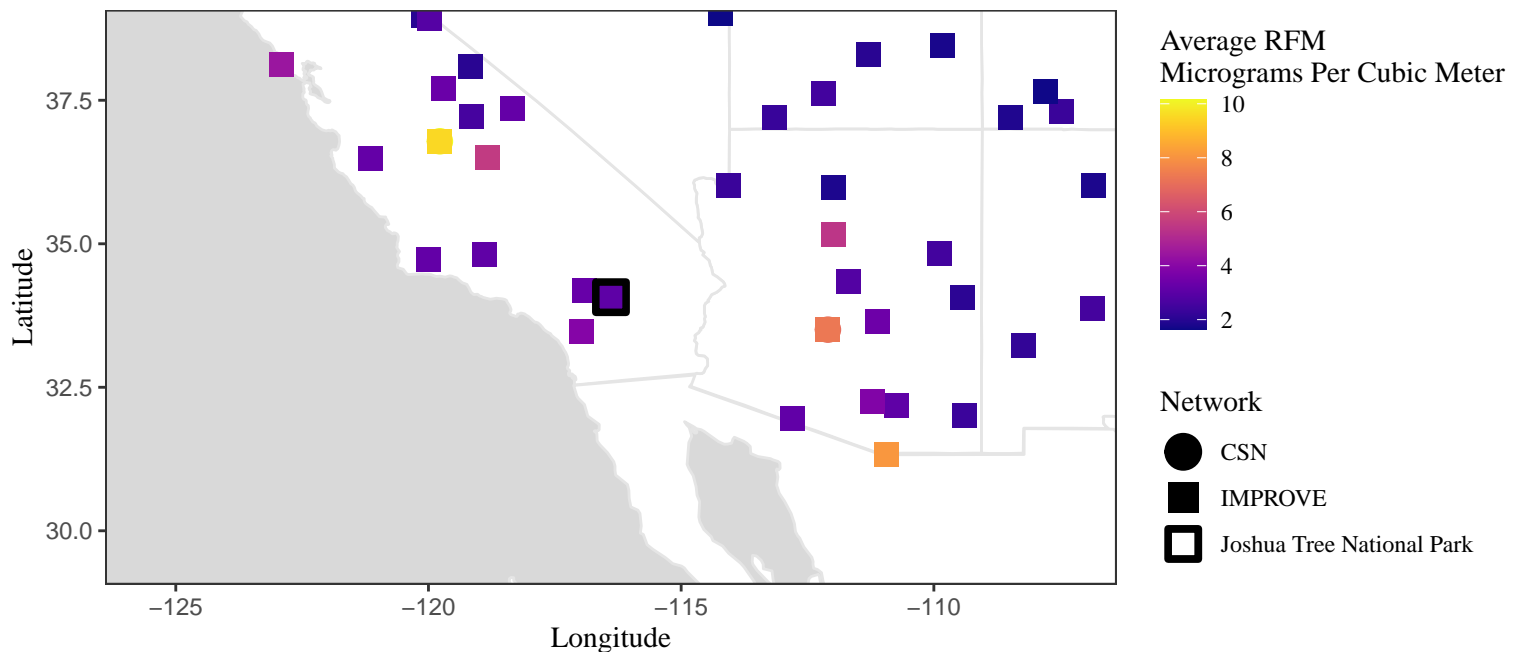 37.5
35.0
32.5
30.0
Latitude
−125
−120
−115
−110
Longitude
Average RFM
Micrograms Per Cubic Meter
10
8
6
4
2
Network
CSN
IMPROVE
Joshua Tree National Park